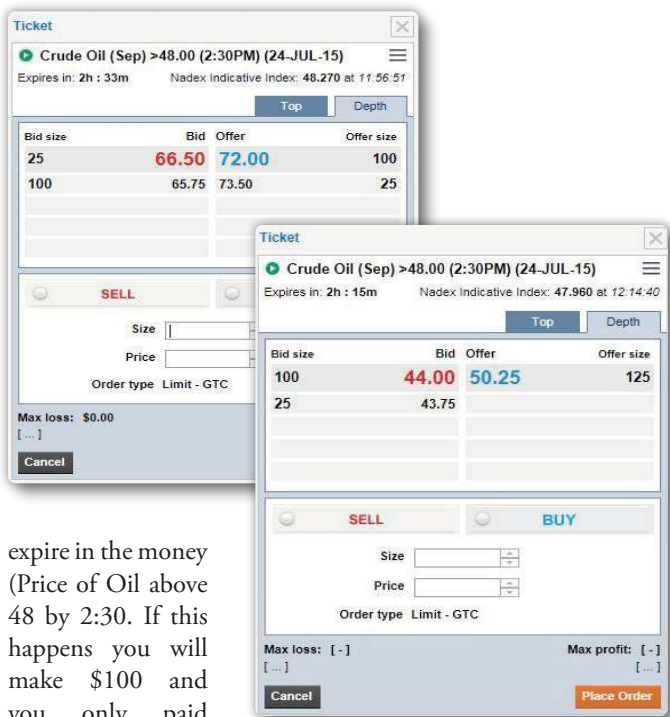 Ticket
Crude Oil (Sep) >48.00 (2:30PM) (24-JUL-15)
Expires in: 2h : 33m Nadex Indicative Index: 48.270 at 11:56:51
Top Depth
Bid size Bid Offer Offer size
25 66.50 72.00 100
100 65.75 73.50 25
SELL
Size
Price
Order type Limit - GTC
Max loss: $0.00
[ ... ]
Cancel
Ticket
Crude Oil (Sep) >48.00 (2:30PM) (24-JUL-15)
Expires in: 2h : 15m Nadex Indicative Index: 47.960 at 12:14:40
Top Depth
Bid size Bid Offer Offer size
100 44.00 50.25 125
25 43.75
SELL BUY
Size
Price
Order type Limit - GTC
Max loss: [ - ] Max profit: [ - ]
[ ... ] [ ... ]
Cancel Place Order
expire in the money
(Price of Oil above
48 by 2:30. If this
happens you will
make $100 and
you only paid